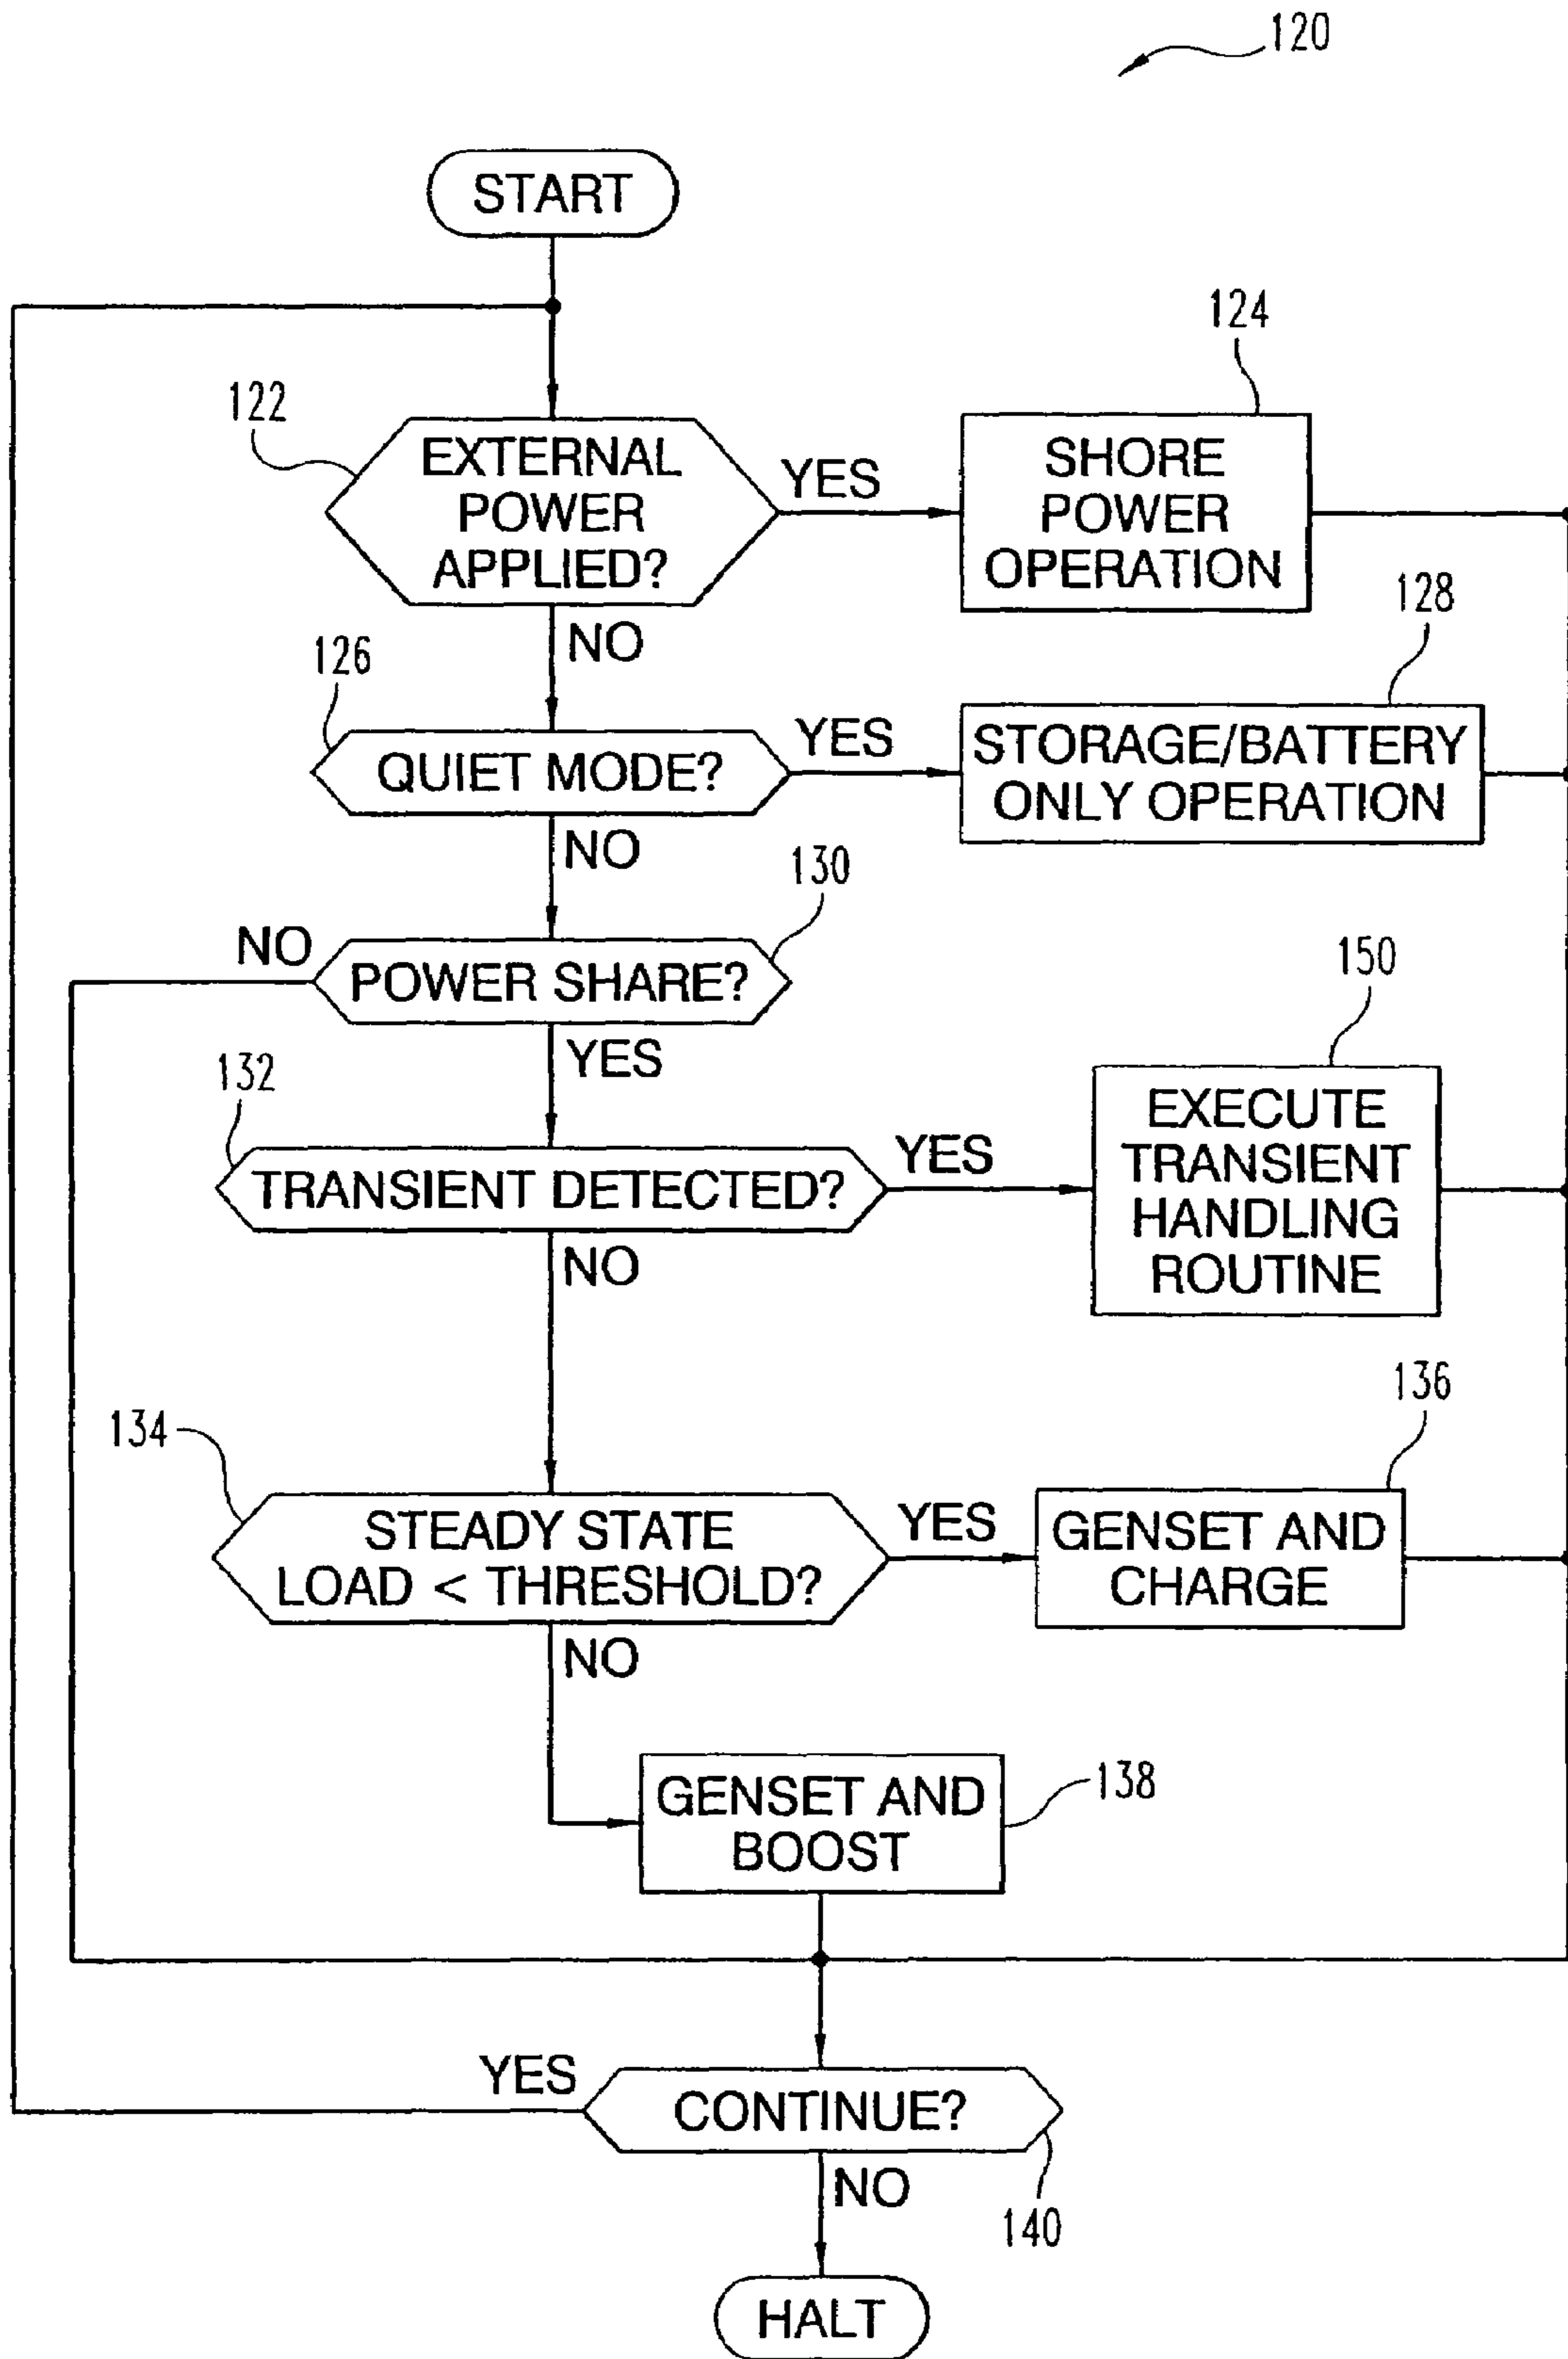 120
START
124
122
EXTERNAL
POWER
APPLIED?
YES
SHORE
POWER
OPERATION
NO
128
126
QUIET MODE?
YES
STORAGE/BATTERY
ONLY OPERATION
NO
130
NO
POWER SHARE?
150
YES
132
TRANSIENT DETECTED?
YES
EXECUTE
TRANSIENT
HANDLING
ROUTINE
NO
136
134
STEADY STATE
LOAD < THRESHOLD?
YES
GENSET AND
CHARGE
NO
GENSET AND
BOOST
138
YES
CONTINUE?
NO
140
HALT